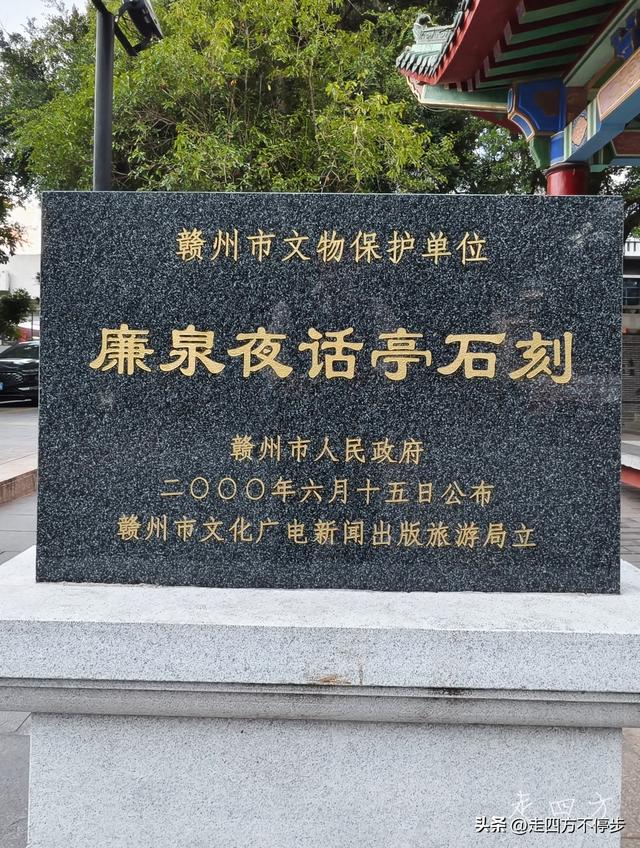 赣州市文物保护单位
廉泉夜话亭石刻
赣州市人民政府
二〇〇〇年六月十五日公布
赣州市文化广电新闻出版旅游局立
走四方
头条 @走四方不停步